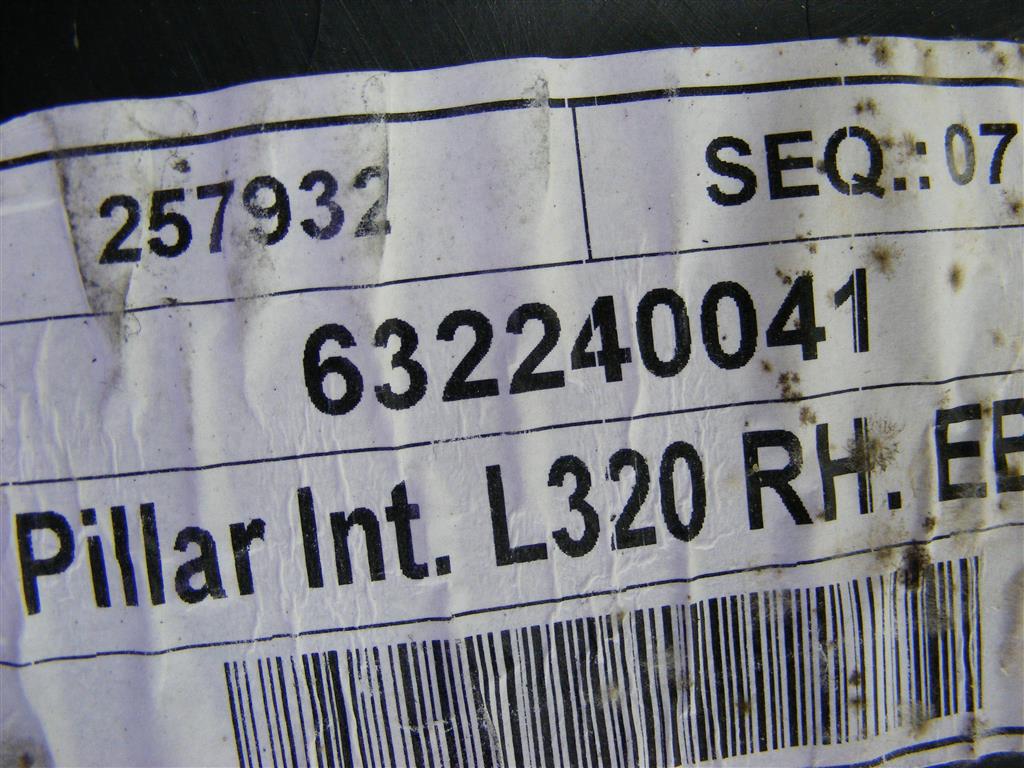 257932 SEQ.: 07
632240041
Pillar Int. L320 RH.